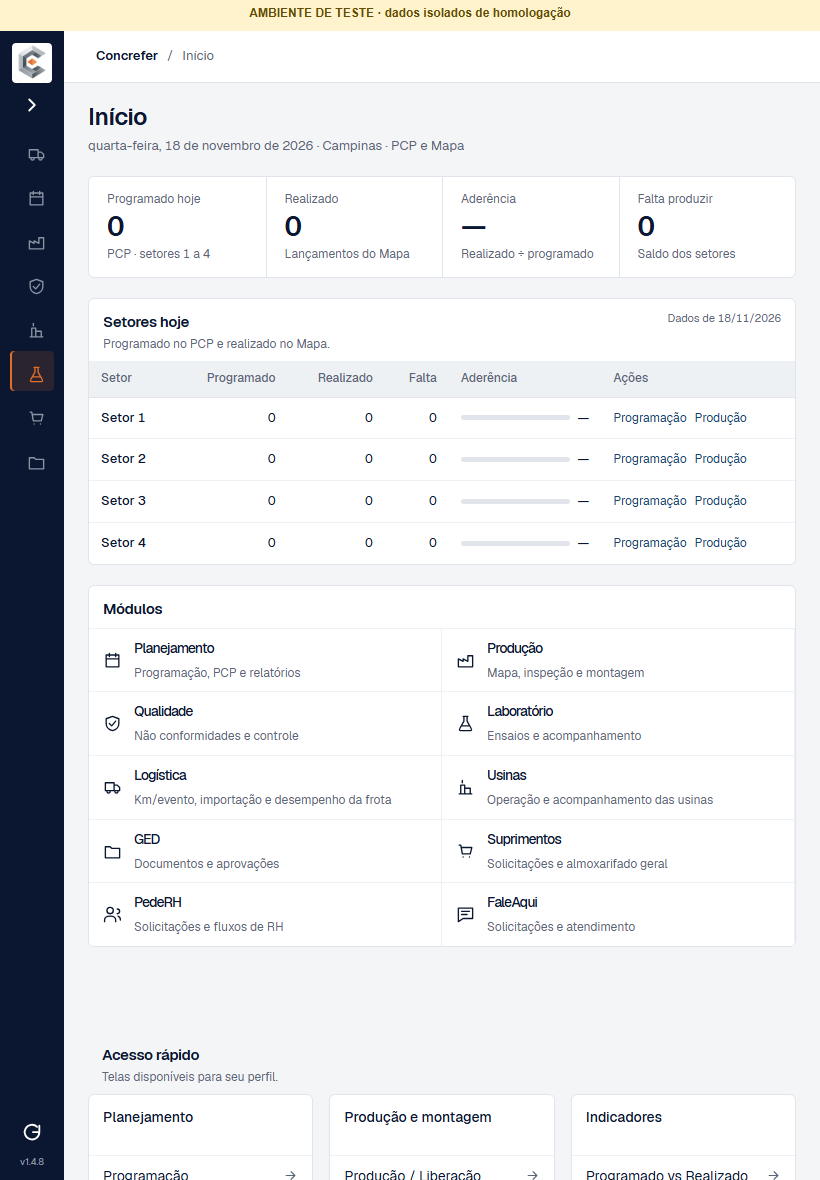 AMBIENTE DE TESTE · dados isolados de homologação
Concrefer / Início
Início
quarta-feira, 18 de novembro de 2026 · Campinas · PCP e Mapa
Programado hoje
0
PCP · setores 1 a 4
Realizado
0
Lançamentos do Mapa
Aderência
—
Realizado ÷ programado
Falta produzir
0
Saldo dos setores
Setores hoje
Dados de 18/11/2026
Programado no PCP e realizado no Mapa.
Setor Programado Realizado Falta Aderência Ações
Setor 1 0 0 0 — Programação Produção
Setor 2 0 0 0 — Programação Produção
Setor 3 0 0 0 — Programação Produção
Setor 4 0 0 0 — Programação Produção
Módulos
Planejamento
Programação, PCP e relatórios
Produção
Mapa, inspeção e montagem
Qualidade
Não conformidades e controle
Laboratório
Ensaios e acompanhamento
Logística
Km/evento, importação e desempenho da frota
Usinas
Operação e acompanhamento das usinas
GED
Documentos e aprovações
Suprimentos
Solicitações e almoxarifado geral
PedeRH
Solicitações e fluxos de RH
FaleAqui
Solicitações e atendimento
Acesso rápido
Telas disponíveis para seu perfil.
Planejamento
Programação →
Produção e montagem
Produção / Liberação →
Indicadores
Programado vs Realizado →
v1.4.8